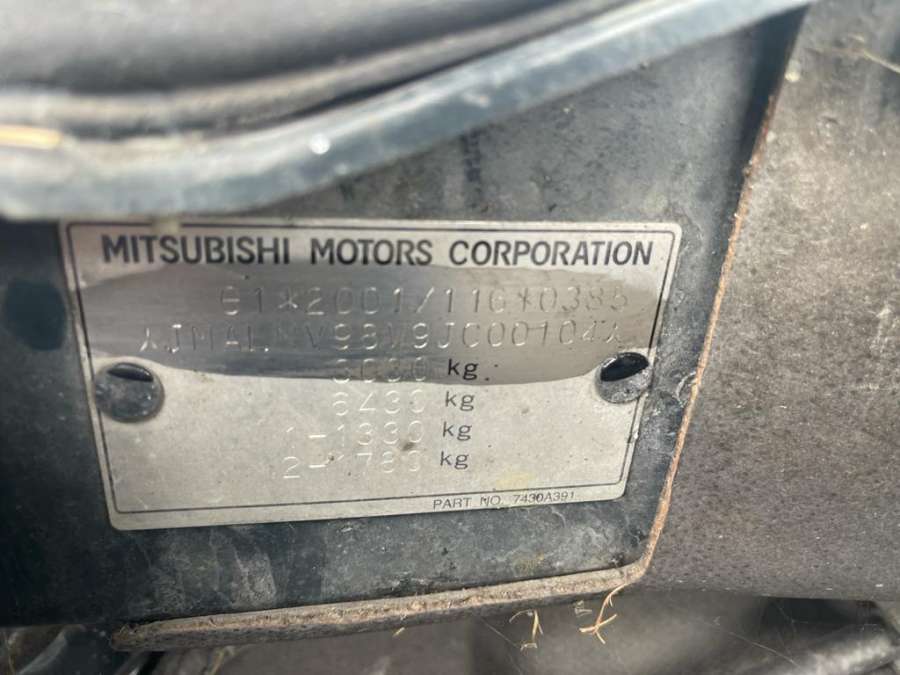 MITSUBISHI MOTORS CORPORATION
e1*2001/116*0385
3030 kg
6430 kg
1-1330 kg
2-1780 kg
PART NO. 7430A391